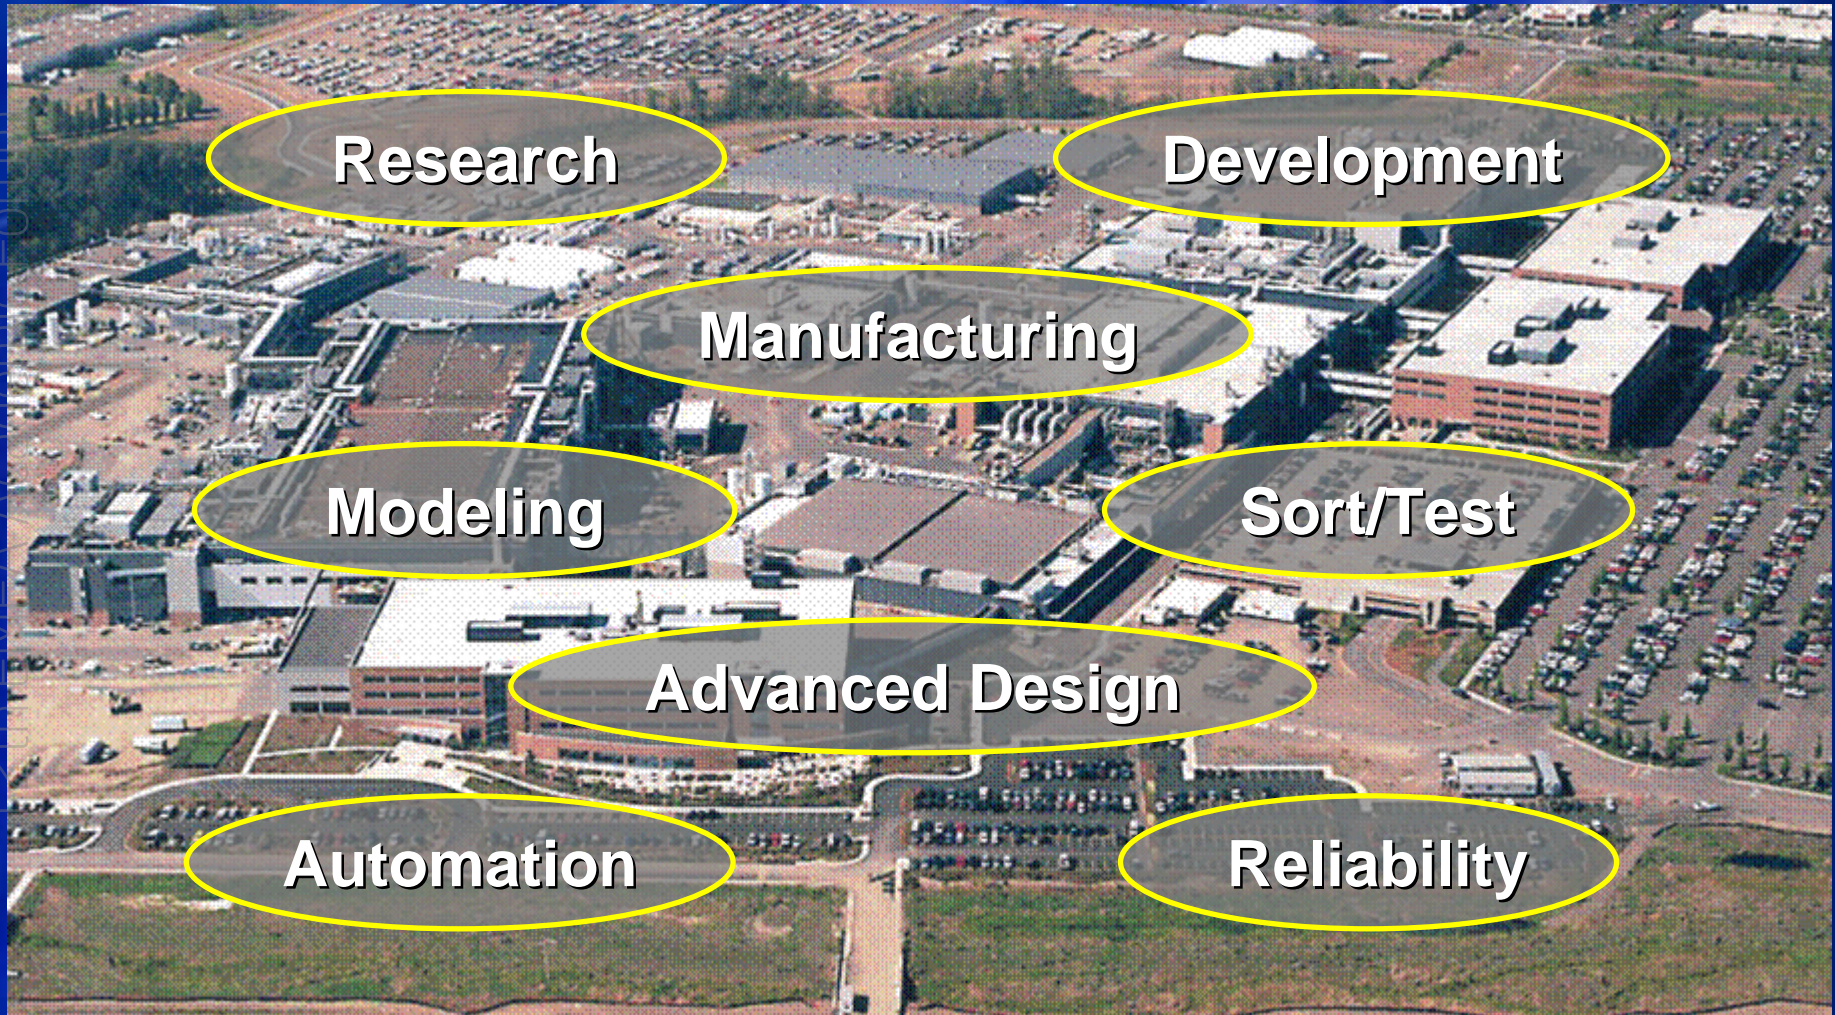 Research
Development
Manufacturing
Modeling
Sort/Test
Advanced Design
Automation
Reliability